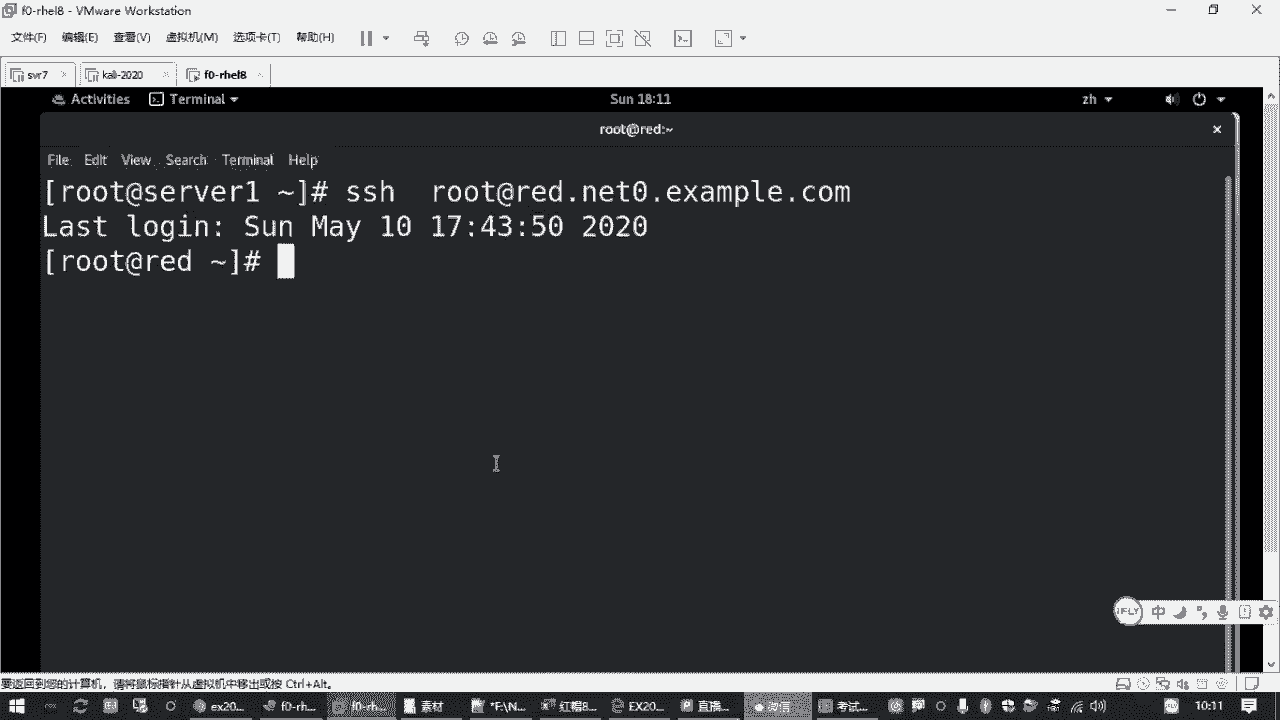 f0-rhel8 - VMware Workstation
文件(F) 编辑(E) 查看(V) 虚拟机(M) 选项卡(T) 帮助(H)
svr7 × kali-2020 × f0-rhel8 ×
Activities Terminal Sun 18:11 zh
root@red:~
File Edit View Search Terminal Help
[root@server1 ~]# ssh  root@red.net0.example.com
Last login: Sun May 10 17:43:50 2020
[root@red ~]#
iFLY 中
要返回到您的计算机，请将鼠标指针从虚拟机中移出或按 Ctrl+Alt。
ex20... f0-rh... f0-rh... 素材 *F\N... 红帽8... EX20... 直播... 考试... 10:11